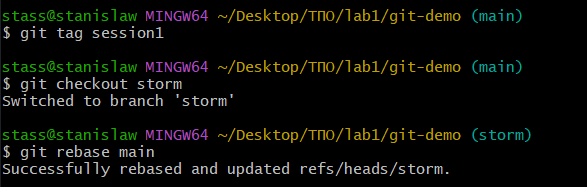 stass@stanislaw MINGW64 ~/Desktop/ТПО/lab1/git-demo (main)
$ git tag session1
stass@stanislaw MINGW64 ~/Desktop/ТПО/lab1/git-demo (main)
$ git checkout storm
Switched to branch 'storm'
stass@stanislaw MINGW64 ~/Desktop/ТПО/lab1/git-demo (storm)
$ git rebase main
Successfully rebased and updated refs/heads/storm.